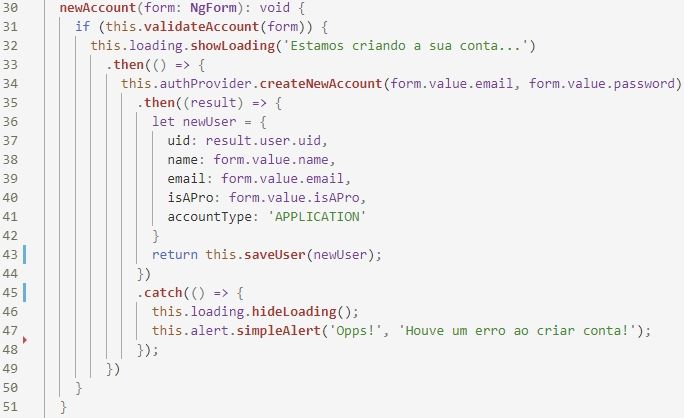 30 newAccount(form: NgForm): void {
31 if (this.validateAccount(form)) {
32 this.loading.showLoading('Estamos criando a sua conta...')
33 .then(() => {
34 this.authProvider.createNewAccount(form.value.email, form.value.password)
35 .then((result) => {
36 let newUser = {
37 uid: result.user.uid,
38 name: form.value.name,
39 email: form.value.email,
40 isAPro: form.value.isAPro,
41 accountType: 'APPLICATION'
42 }
43 return this.saveUser(newUser);
44 })
45 .catch(() => {
46 this.loading.hideLoading();
47 this.alert.simpleAlert('Opps!', 'Houve um erro ao criar conta!');
48 });
49 })
50 }
51 }